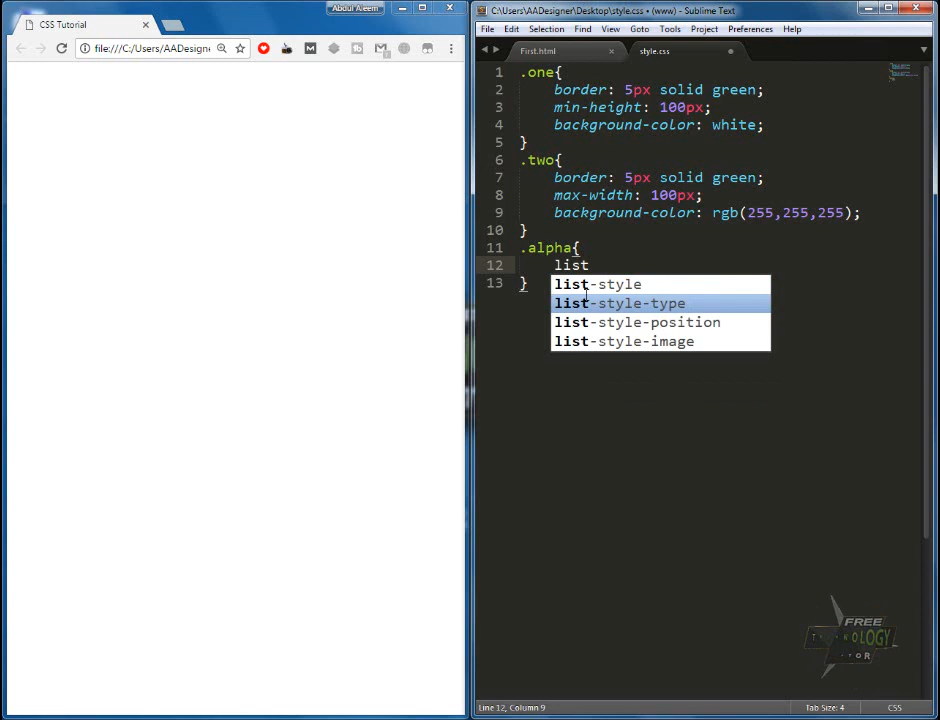 Abdul Aleem
CSS Tutorial
file:///C:/Users/AADesigne
C:\Users\AADesigner\Desktop\style.css • (www) - Sublime Text
File Edit Selection Find View Goto Tools Project Preferences Help
First.html
style.css
1 .one{
2 border: 5px solid green;
3 min-height: 100px;
4 background-color: white;
5 }
6 .two{
7 border: 5px solid green;
8 max-width: 100px;
9 background-color: rgb(255,255,255);
10 }
11 .alpha{
12 list
13 }
list-style
list-style-type
list-style-position
list-style-image
FREE
Line 12, Column 9
Tab Size: 4
CSS